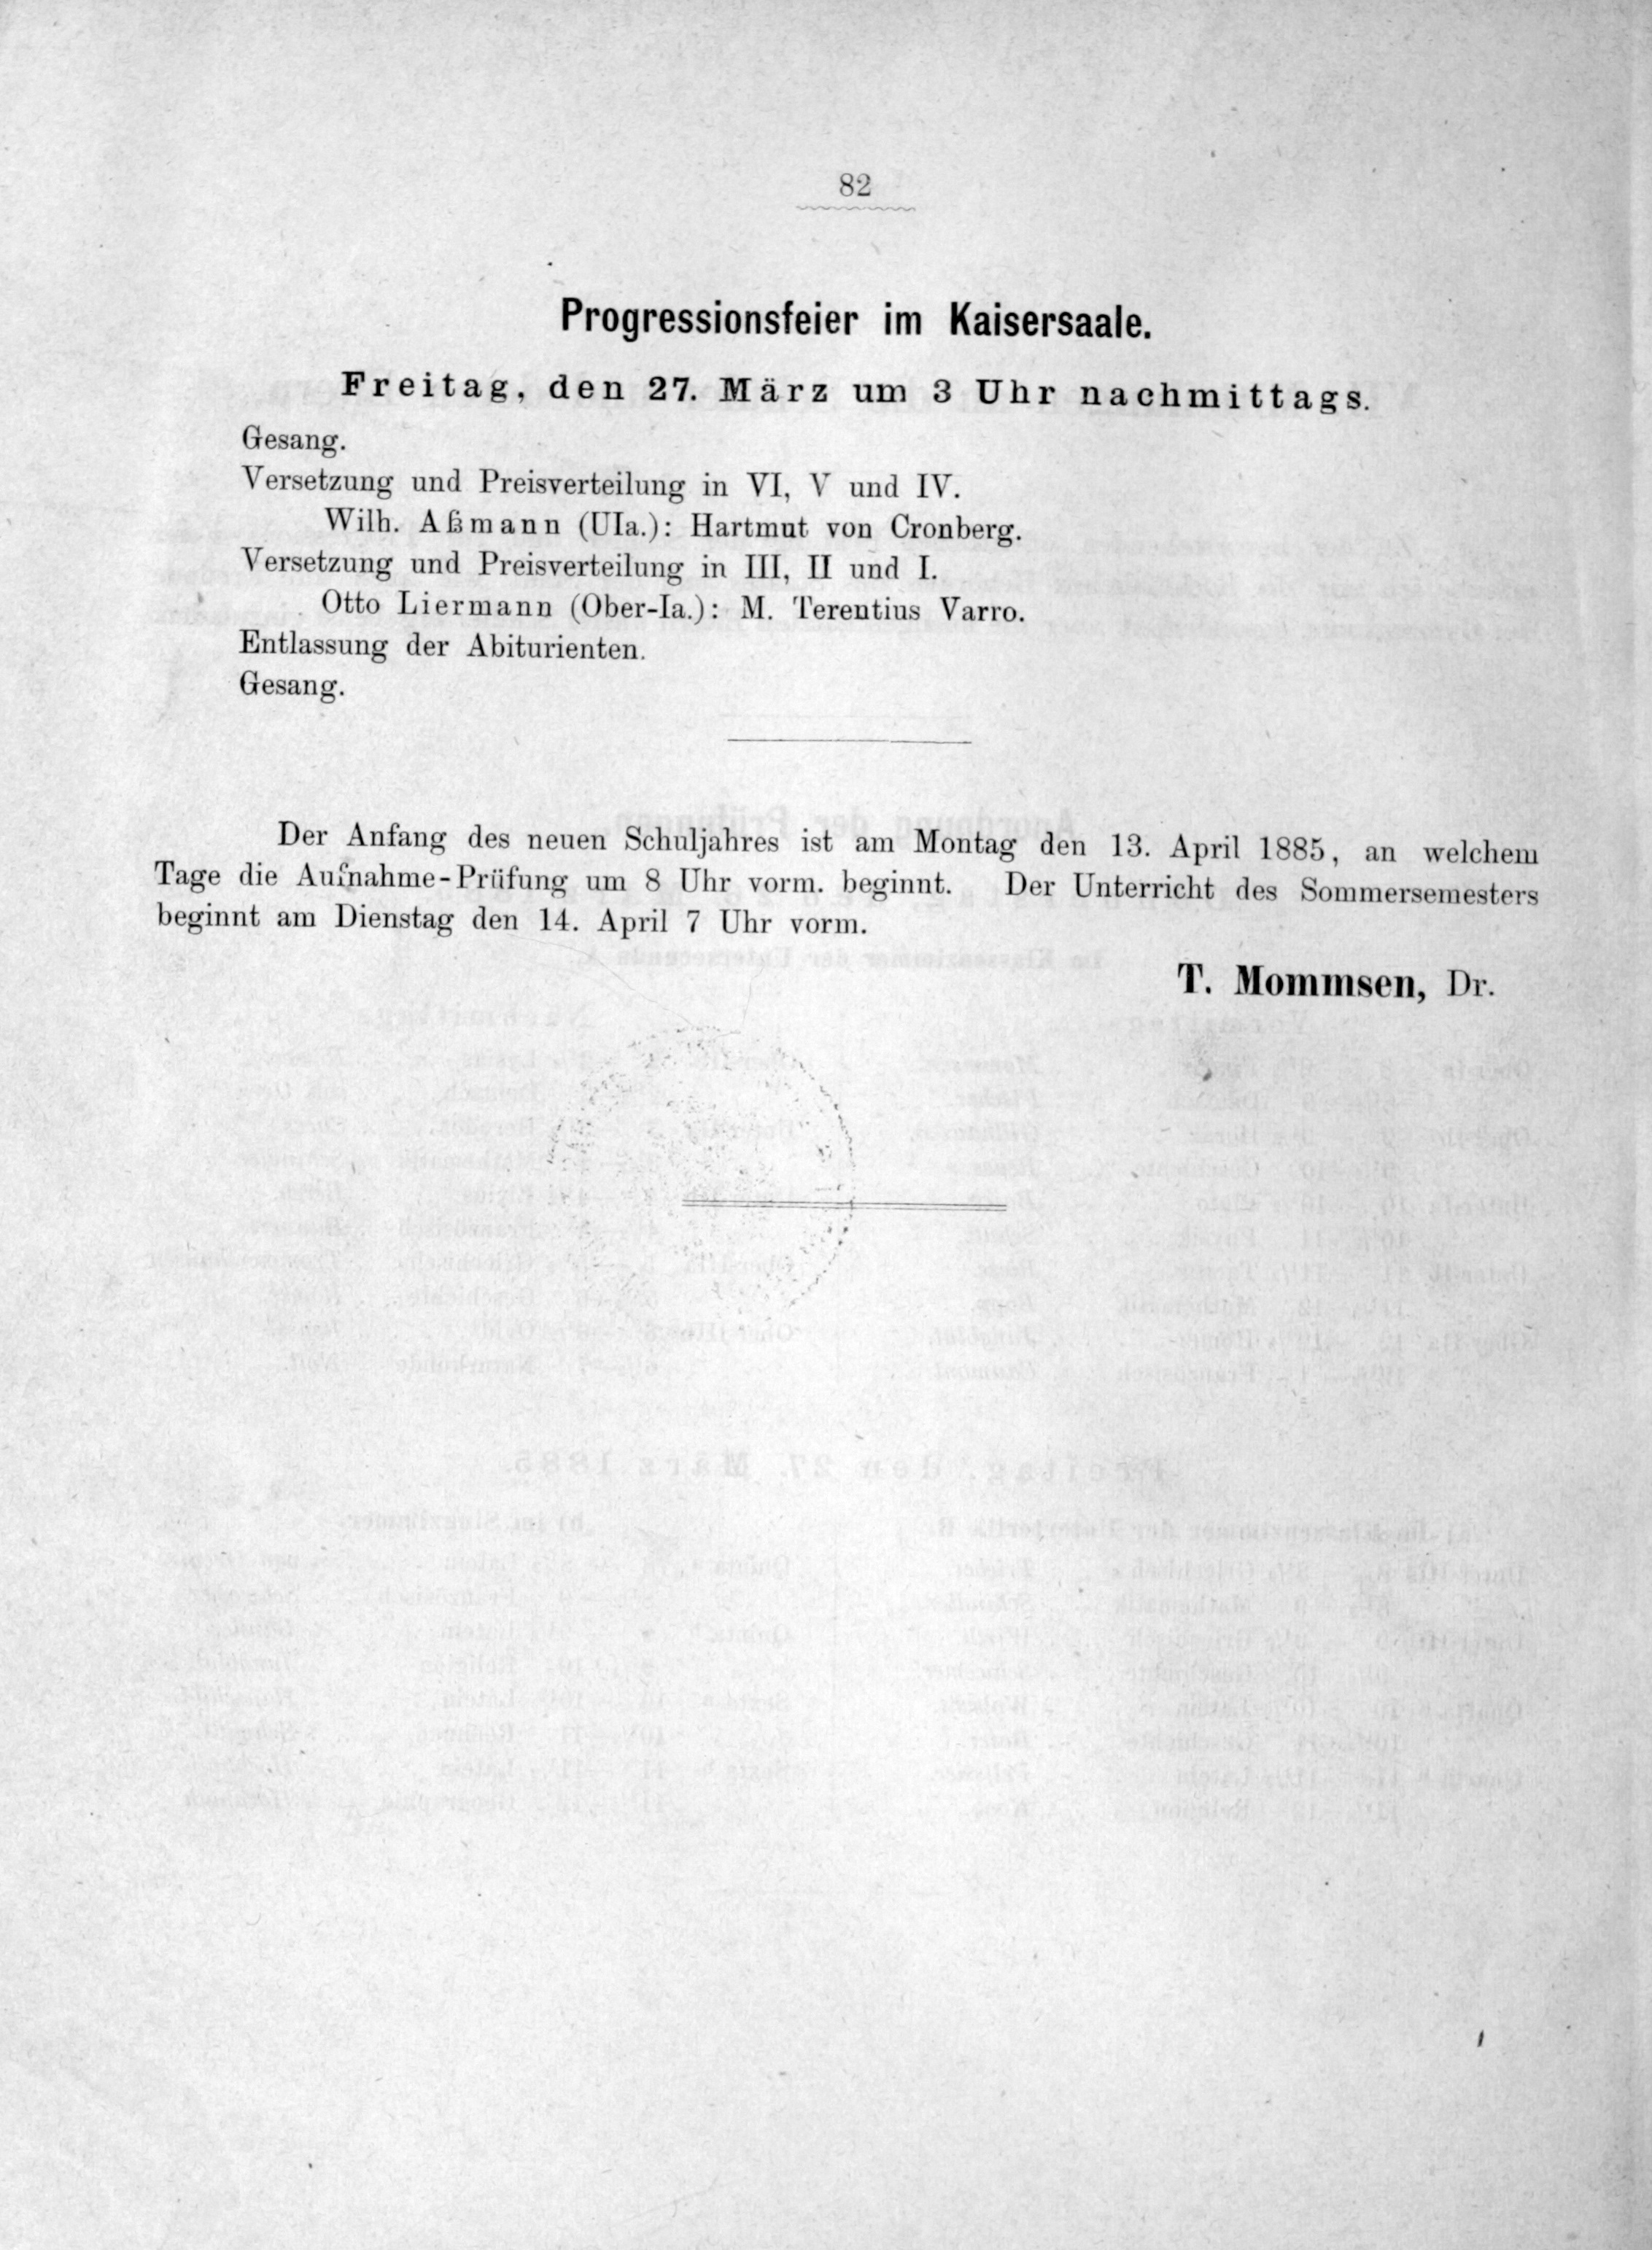 82
Progressionsfeier im Kaisersaale.
Freitag, den 27. März um 3 Uhr nachmittags.
Gesang.
Versetzung und Preisverteilung in VI, V und IV.
Wilh. Aßmann (UIa.): Hartmut von Cronberg.
Versetzung und Preisverteilung in III, II und I.
Otto Liermann (Ober-Ia.): M. Terentius Varro.
Entlassung der Abiturienten.
Gesang.
Der Anfang des neuen Schuljahres ist am Montag den 13. April 1885, an welchem
Tage die Aufnahme-Prüfung um 8 Uhr vorm. beginnt. Der Unterricht des Sommersemesters
beginnt am Dienstag den 14. April 7 Uhr vorm.
T. Mommsen, Dr.